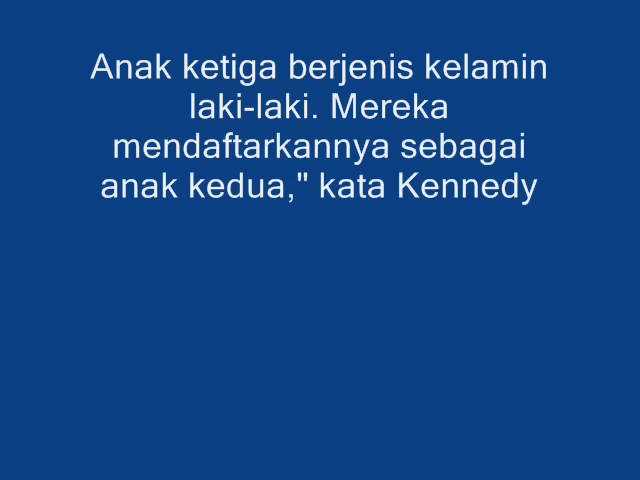 Anak ketiga berjenis kelamin
laki-laki. Mereka
mendaftarkannya sebagai
anak kedua," kata Kennedy